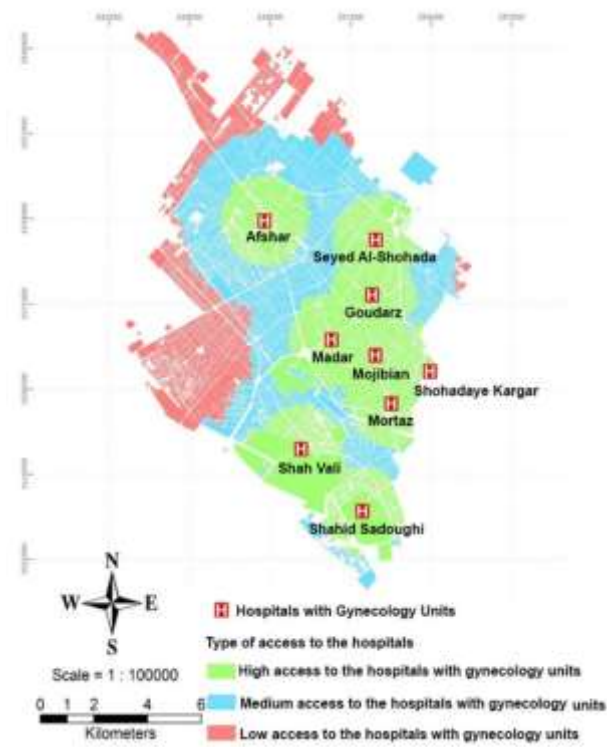 Afshar
Seyed Al-Shohada
Goudarz
Madar
Mojibian
Shohadaye Kargar
Mortaz
Shah Vali
Shahid Sadoughi
N
W E
S
H Hospitals with Gynecology Units
Type of access to the hospitals
High access to the hospitals with gynecology units
Medium access to the hospitals with gynecology units
Low access to the hospitals with gynecology units
Scale = 1 : 100000
0 1 2 3 4 6
Kilometers